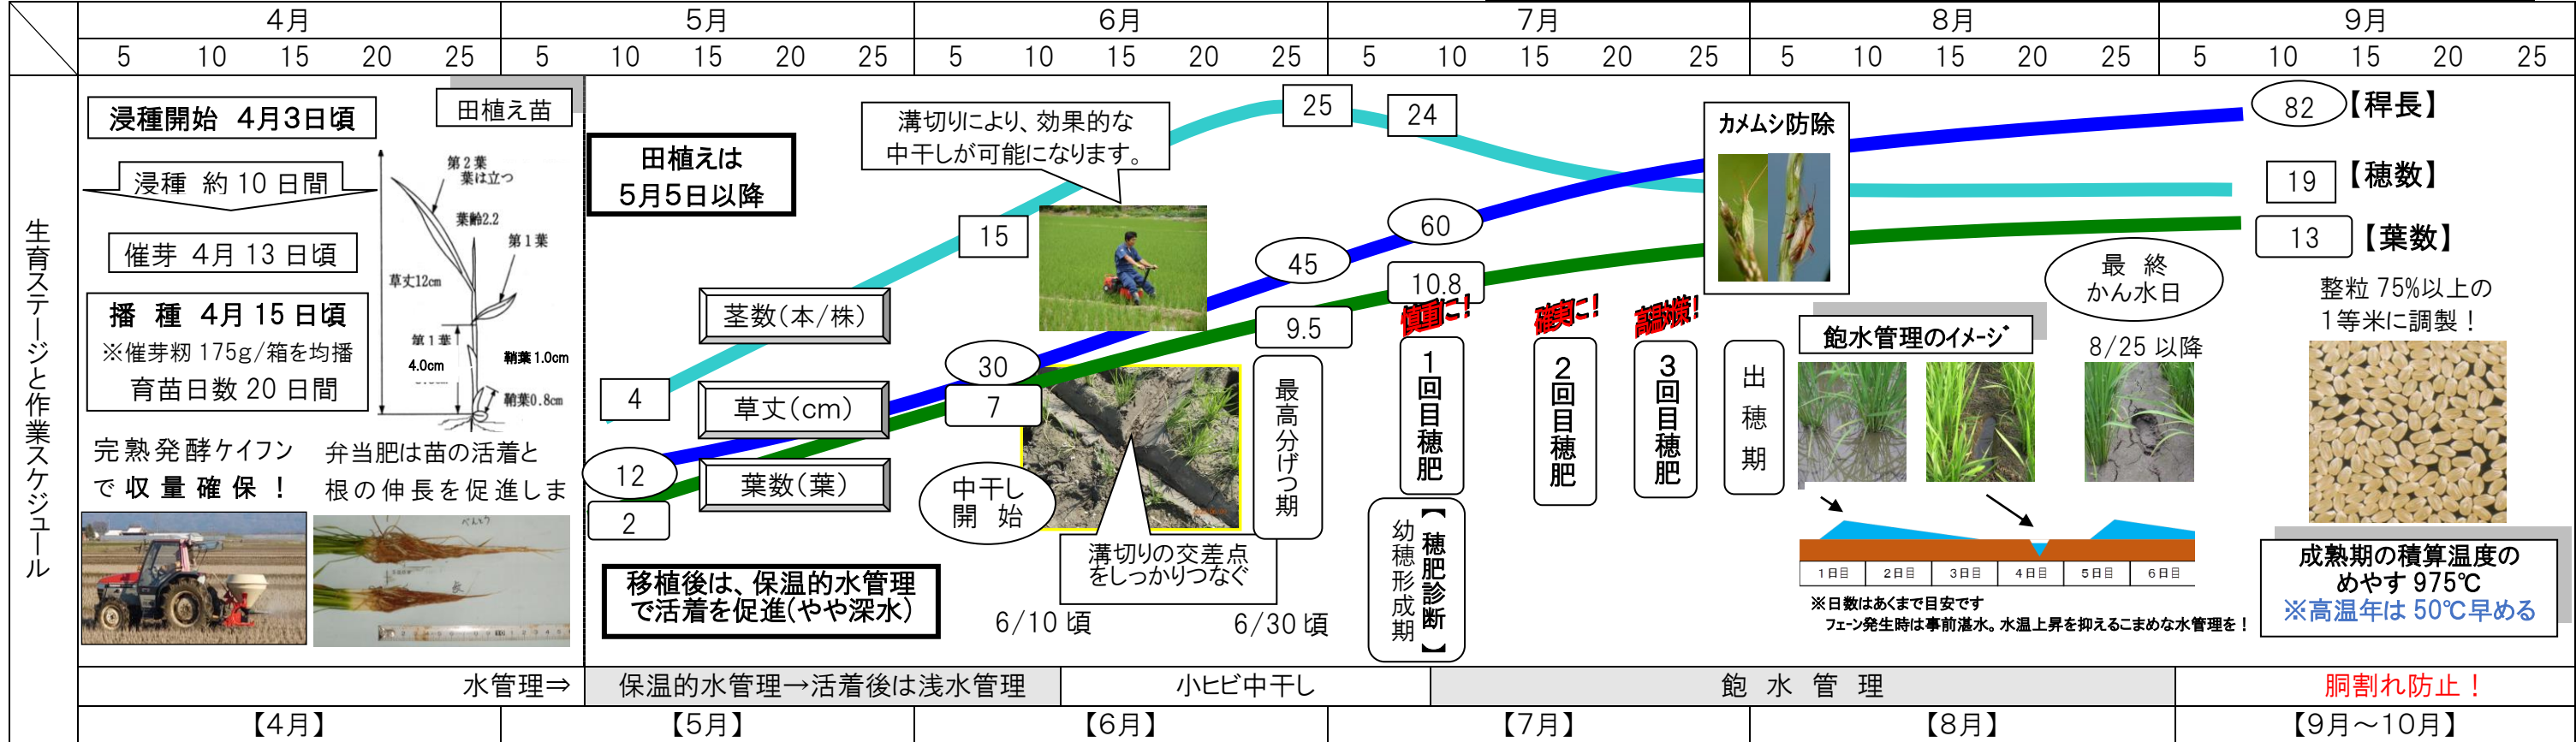 4月 5月 6月 7月 8月 9月
5 10 15 20 25 5 10 15 20 25 5 10 15 20 25 5 10 15 20 25 5 10 15 20 25 5 10 15 20 25
生育ステージと作業スケジュール
浸種開始 4月3日頃
浸種 約10日間
催芽 4月13日頃
播 種 4月15日頃
※催芽籾175g/箱を均播
育苗日数20日間
完熟発酵ケイフン
で収量確保！
田植え苗
第2葉
葉は立つ
葉齢2.2
第1葉
草丈12cm
第1葉
4.0cm
鞘葉1.0cm
鞘葉0.8cm
弁当肥は苗の活着と
根の伸長を促進しま
べんとう
田植えは
5月5日以降
茎数(本/株)
草丈(cm)
葉数(葉)
4
12
2
移植後は、保温的水管理
で活着を促進(やや深水)
溝切りにより、効果的な
中干しが可能になります。
15
30
7
中干し
開 始
溝切りの交差点
をしっかりつなぐ
6/10頃
6/30頃
25
45
9.5
最高分げつ期
24
60
10.8
慎重に！
1回目穂肥
【穂肥診断】
幼穂形成期
確実に！
2回目穂肥
高温対策！
3回目穂肥
カメムシ防除
出穂期
飽水管理のイメージ
最 終
かん水日
8/25以降
1日目 2日目 3日目 4日目 5日目 6日目
※日数はあくまで目安です
フェーン発生時は事前湛水。水温上昇を抑えるこまめな水管理を！
82 【稈長】
19 【穂数】
13 【葉数】
整粒75%以上の
1等米に調製！
成熟期の積算温度の
めやす975℃
※高温年は50℃早める
水管理⇒ 保温的水管理→活着後は浅水管理 小ヒビ中干し 飽 水 管 理 胴割れ防止！
【4月】 【5月】 【6月】 【7月】 【8月】 【9月～10月】